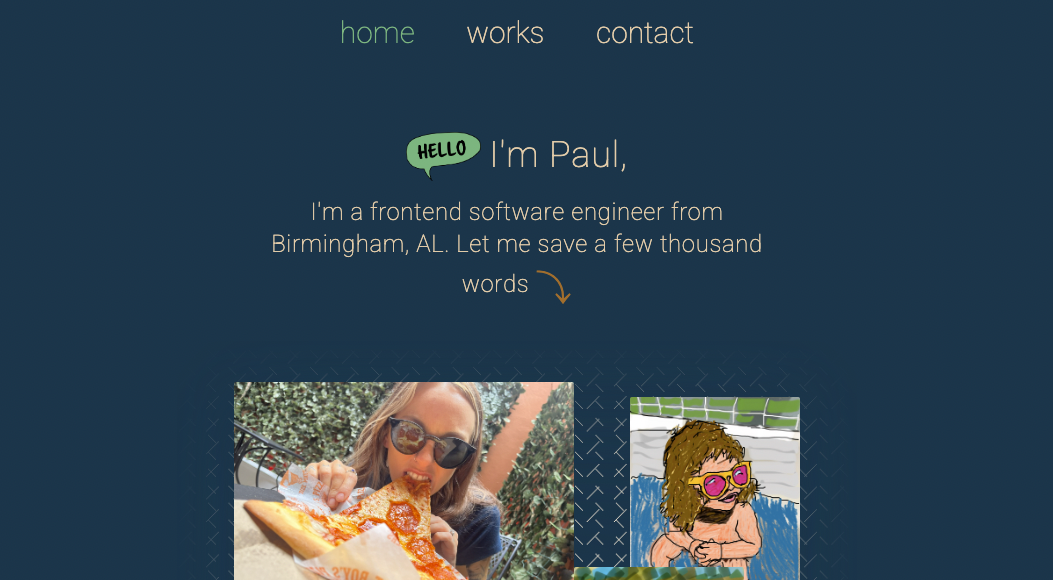 home works contact
HELLO I'm Paul,
I'm a frontend software engineer from
Birmingham, AL. Let me save a few thousand
words